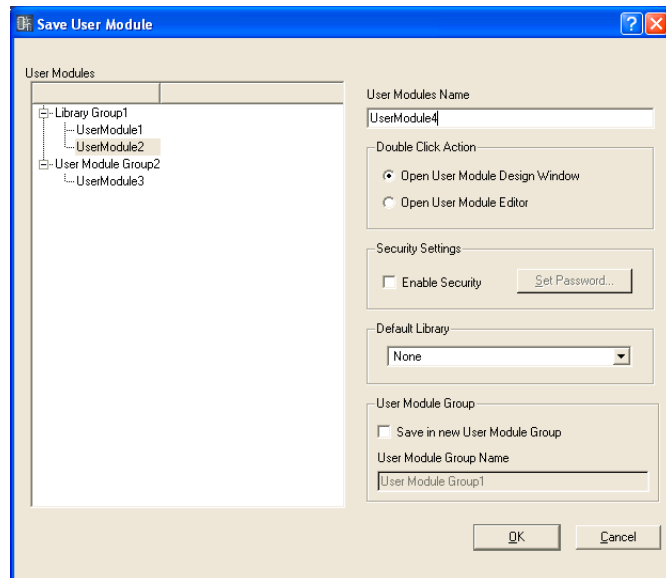 Save User Module
User Modules
Library Group1
UserModule1
UserModule2
User Module Group2
UserModule3
User Modules Name
UserModule4
Double Click Action
Open User Module Design Window
Open User Module Editor
Security Settings
Enable Security
Set Password...
Default Library
None
User Module Group
Save in new User Module Group
User Module Group Name
User Module Group1
OK
Cancel